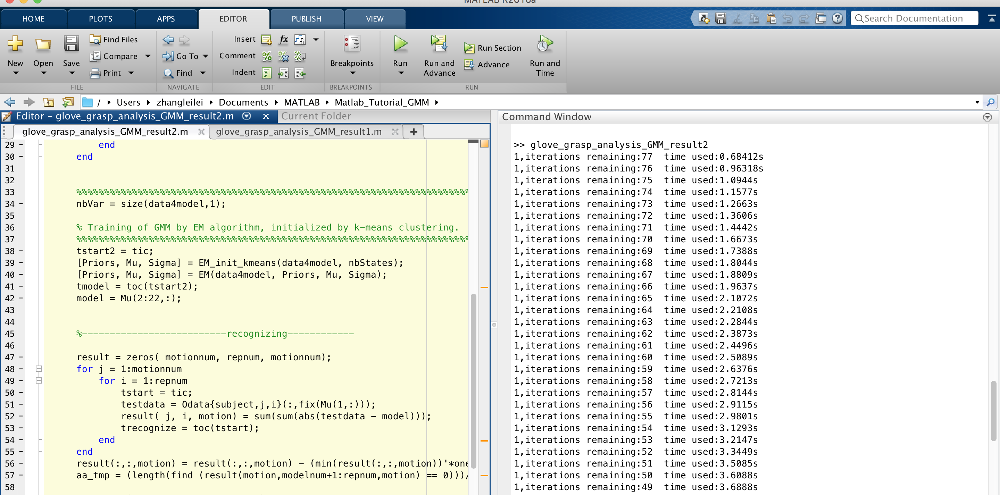 MATLAB R2016a
HOME PLOTS APPS EDITOR PUBLISH VIEW Search Documentation
New Open Save Find Files Compare Print
FILE
Go To Find
NAVIGATE
Insert fx fi
Comment
Indent
EDIT
Breakpoints
BREAKPOINTS
Run Run and Advance Run Section Advance Run and Time
RUN
/ Users zhangleilei Documents MATLAB Matlab_Tutorial_GMM
Editor - glove_grasp_analysis_GMM_result2.m Current Folder
glove_grasp_analysis_GMM_result2.m glove_grasp_analysis_GMM_result1.m +
29 - end
30 - end
31
32
33 %%%%%%%%%%%%%%%%%%%%%%%%%%%%%%%%%%%%%%%%%%%%%%%%%%%%%%%%%%%%%%%%%%%%%%%
34 - nbVar = size(data4model,1);
35
36 % Training of GMM by EM algorithm, initialized by k-means clustering.
37 %%%%%%%%%%%%%%%%%%%%%%%%%%%%%%%%%%%%%%%%%%%%%%%%%%%%%%%%%%%%%%%%%%%%%%%
38 - tstart2 = tic;
39 - [Priors, Mu, Sigma] = EM_init_kmeans(data4model, nbStates);
40 - [Priors, Mu, Sigma] = EM(data4model, Priors, Mu, Sigma);
41 - tmodel = toc(tstart2);
42 - model = Mu(2:22,:);
43
44
45 %--------------------------recognizing------------
46
47 - result = zeros( motionnum, repnum, motionnum);
48 - for j = 1:motionnum
49 - for i = 1:repnum
50 - tstart = tic;
51 - testdata = Odata{subject,j,i}(:,fix(Mu(1,:)));
52 - result( j, i, motion) = sum(sum(abs(testdata - model)));
53 - trecognize = toc(tstart);
54 - end
55 - end
56 - result(:,:,motion) = result(:,:,motion) - (min(result(:,:,motion))'*one
57 - aa_tmp = (length(find (result(motion,modelnum+1:repnum,motion) == 0)))/
58
Command Window
>> glove_grasp_analysis_GMM_result2
1,iterations remaining:77 time used:0.68412s
1,iterations remaining:76 time used:0.96318s
1,iterations remaining:75 time used:1.0944s
1,iterations remaining:74 time used:1.1577s
1,iterations remaining:73 time used:1.2663s
1,iterations remaining:72 time used:1.3606s
1,iterations remaining:71 time used:1.4442s
1,iterations remaining:70 time used:1.6673s
1,iterations remaining:69 time used:1.7388s
1,iterations remaining:68 time used:1.8044s
1,iterations remaining:67 time used:1.8809s
1,iterations remaining:66 time used:1.9637s
1,iterations remaining:65 time used:2.1072s
1,iterations remaining:64 time used:2.2108s
1,iterations remaining:63 time used:2.2844s
1,iterations remaining:62 time used:2.3873s
1,iterations remaining:61 time used:2.4496s
1,iterations remaining:60 time used:2.5089s
1,iterations remaining:59 time used:2.6376s
1,iterations remaining:58 time used:2.7213s
1,iterations remaining:57 time used:2.8144s
1,iterations remaining:56 time used:2.9115s
1,iterations remaining:55 time used:2.9801s
1,iterations remaining:54 time used:3.1293s
1,iterations remaining:53 time used:3.2147s
1,iterations remaining:52 time used:3.3449s
1,iterations remaining:51 time used:3.5085s
1,iterations remaining:50 time used:3.6088s
1,iterations remaining:49 time used:3.6888s